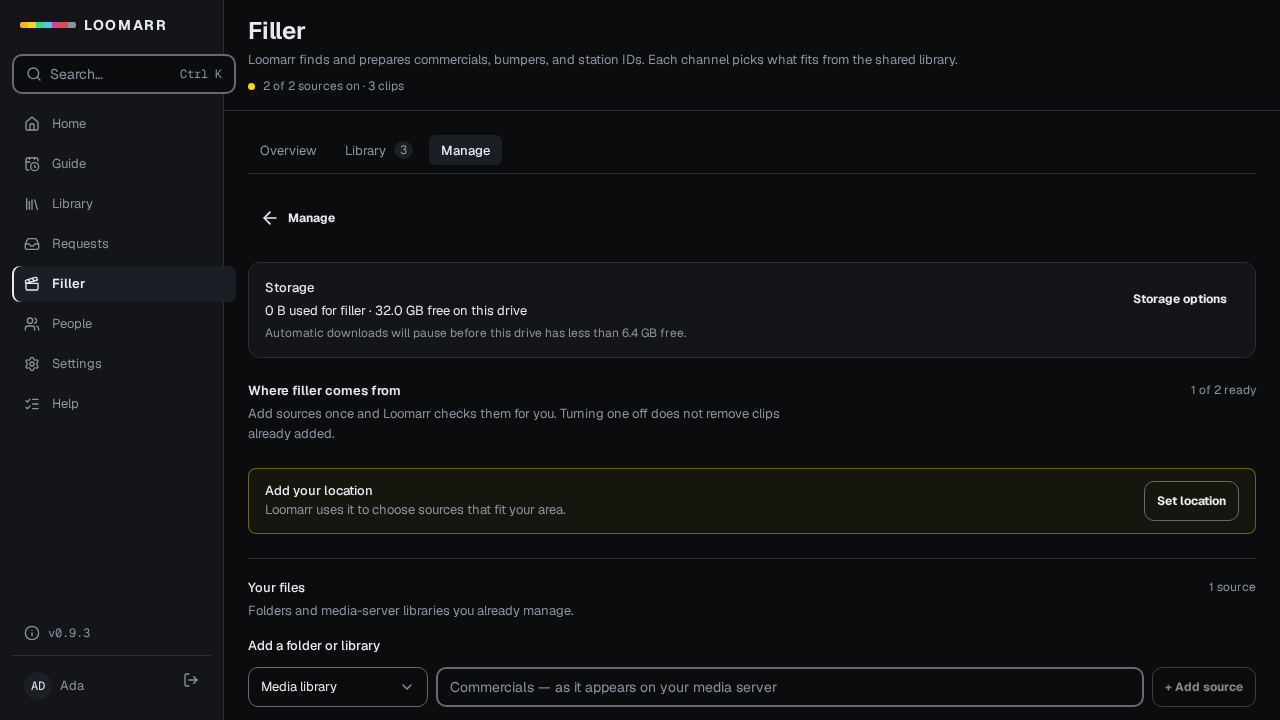 LOOMARR
Search...
Ctrl K
Home
Guide
Library
Requests
Filler
People
Settings
Help
v0.9.3
AD
Ada
Filler
Loomarr finds and prepares commercials, bumpers, and station IDs. Each channel picks what fits from the shared library.
2 of 2 sources on · 3 clips
Overview
Library 3
Manage
Manage
Storage
0 B used for filler · 32.0 GB free on this drive
Automatic downloads will pause before this drive has less than 6.4 GB free.
Storage options
Where filler comes from
1 of 2 ready
Add sources once and Loomarr checks them for you. Turning one off does not remove clips
already added.
Add your location
Loomarr uses it to choose sources that fit your area.
Set location
Your files
1 source
Folders and media-server libraries you already manage.
Add a folder or library
Media library
Commercials — as it appears on your media server
+ Add source